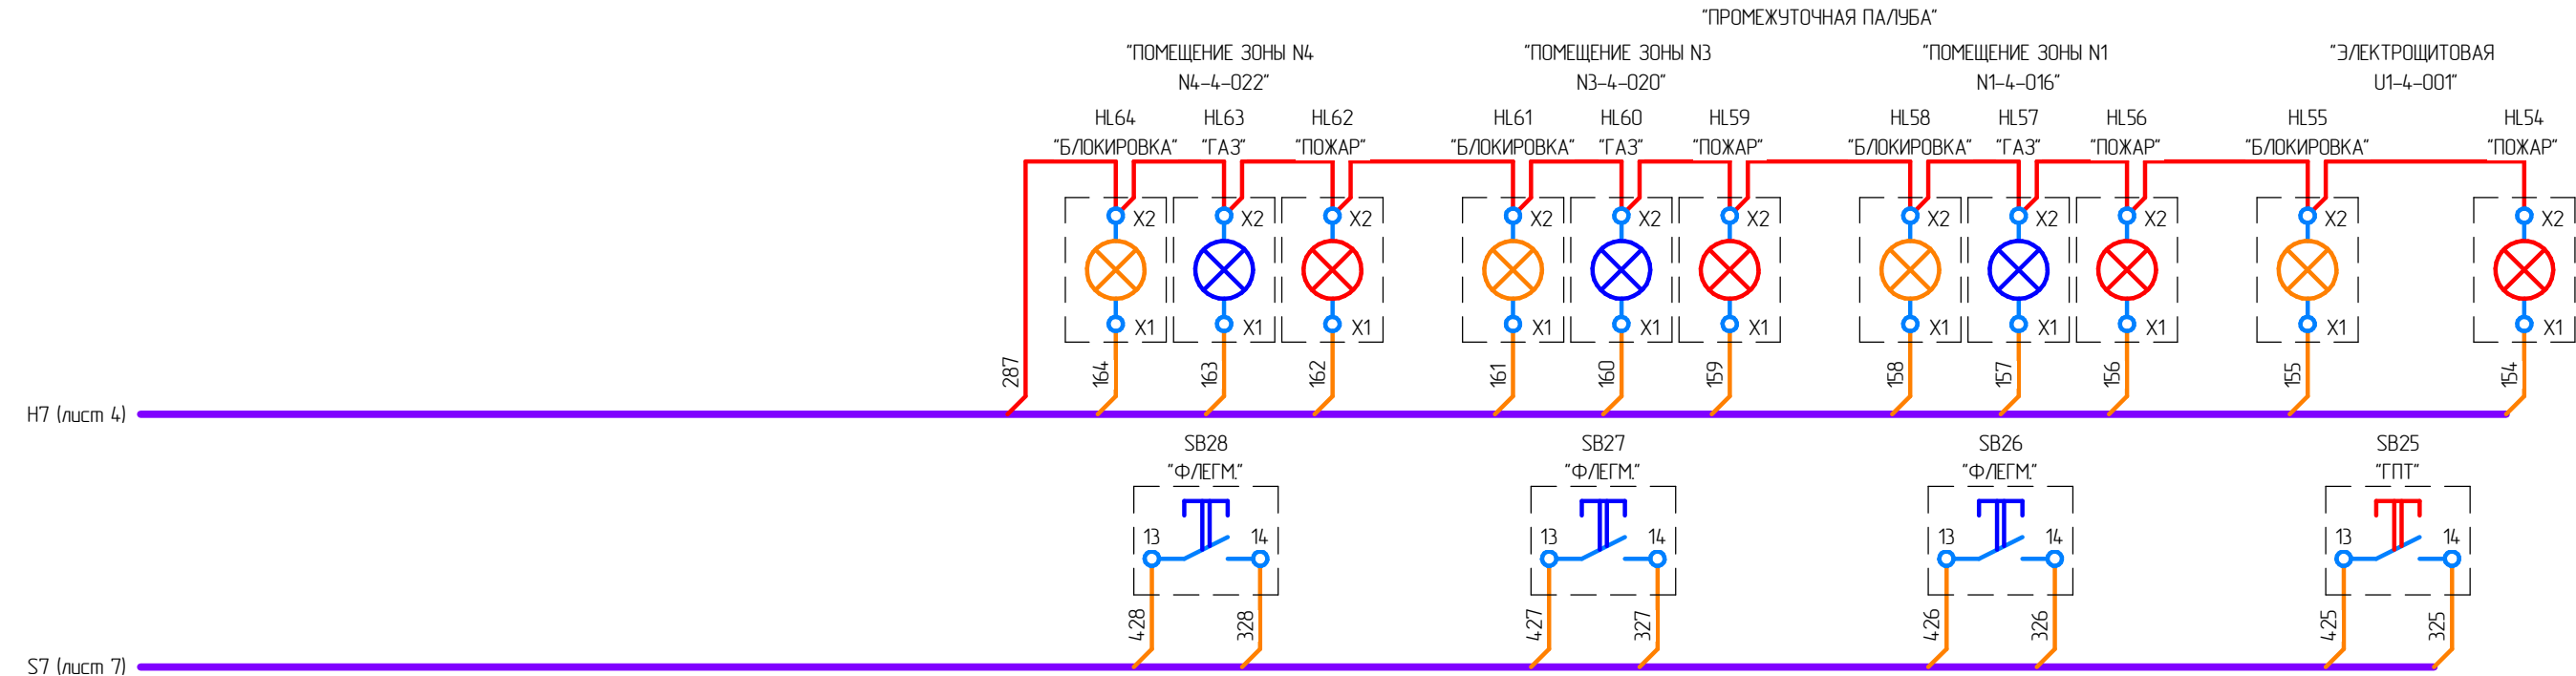 "ПРОМЕЖУТОЧНАЯ ПАЛУБА"
"ПОМЕЩЕНИЕ ЗОНЫ N4
N4-4-022"
"ПОМЕЩЕНИЕ ЗОНЫ N3
N3-4-020"
"ПОМЕЩЕНИЕ ЗОНЫ N1
N1-4-016"
"ЭЛЕКТРОЩИТОВАЯ
U1-4-001"
HL64 HL63 HL62 HL61 HL60 HL59 HL58 HL57 HL56 HL55 HL54
"БЛОКИРОВКА" "ГАЗ" "ПОЖАР" "БЛОКИРОВКА" "ГАЗ" "ПОЖАР" "БЛОКИРОВКА" "ГАЗ" "ПОЖАР" "БЛОКИРОВКА" "ПОЖАР"
X2 X2 X2 X2 X2 X2 X2 X2 X2 X2 X2
X1 X1 X1 X1 X1 X1 X1 X1 X1 X1 X1
287 164 163 162 161 160 159 158 157 156 155 154
H7 (лист 4)
SB28 SB27 SB26 SB25
"ФЛЕГМ." "ФЛЕГМ." "ФЛЕГМ." "ГПТ"
13 14 13 14 13 14 13 14
428 328 427 327 426 326 425 325
S7 (лист 7)